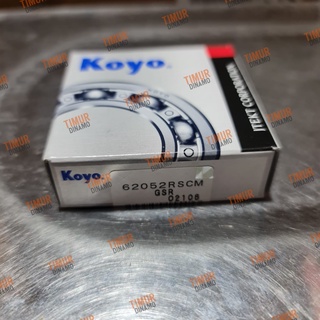 Koyo.
JTEKT CORPORATION
Koyo.
62052RSCM
GSR
02108
TIMUR
DINAMO